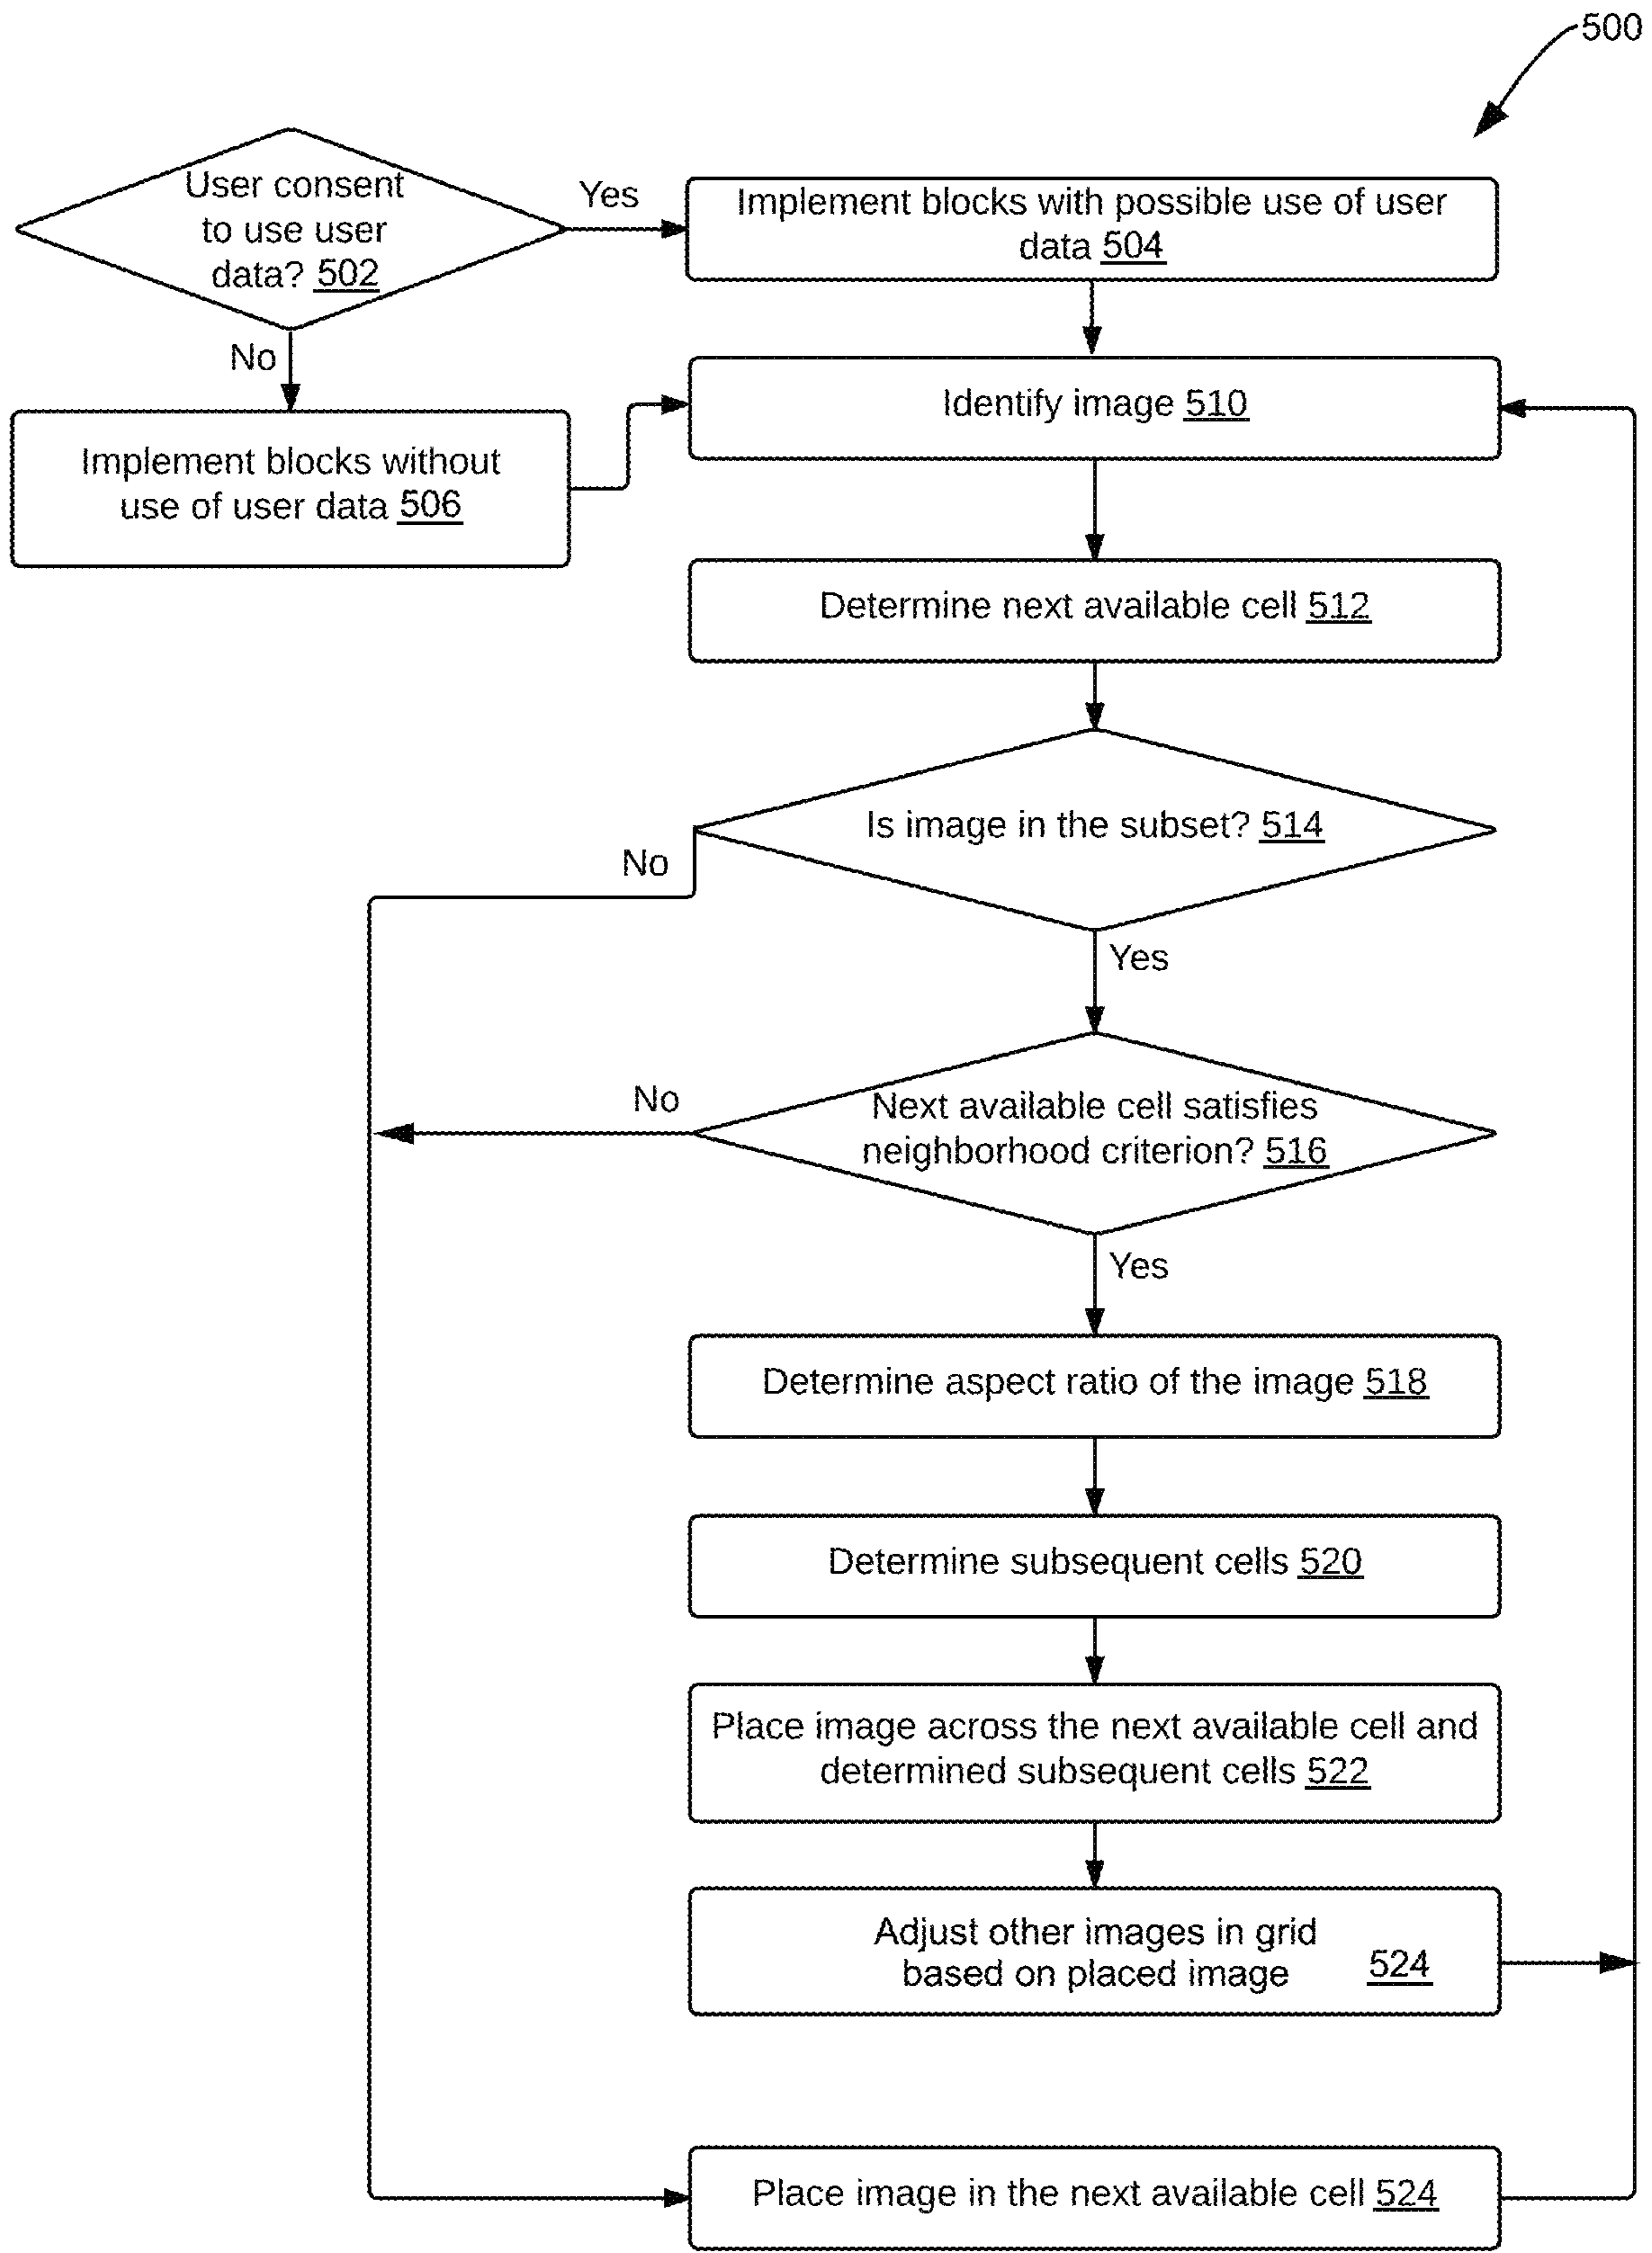 500
User consent
to use user
data? 502
Yes
Implement blocks with possible use of user
data 504
No
Implement blocks without
use of user data 506
Identify image 510
Determine next available cell 512
Is image in the subset? 514
No
Yes
Next available cell satisfies
neighborhood criterion? 516
No
Yes
Determine aspect ratio of the image 518
Determine subsequent cells 520
Place image across the next available cell and
determined subsequent cells 522
Adjust other images in grid
based on placed image 524
Place image in the next available cell 524